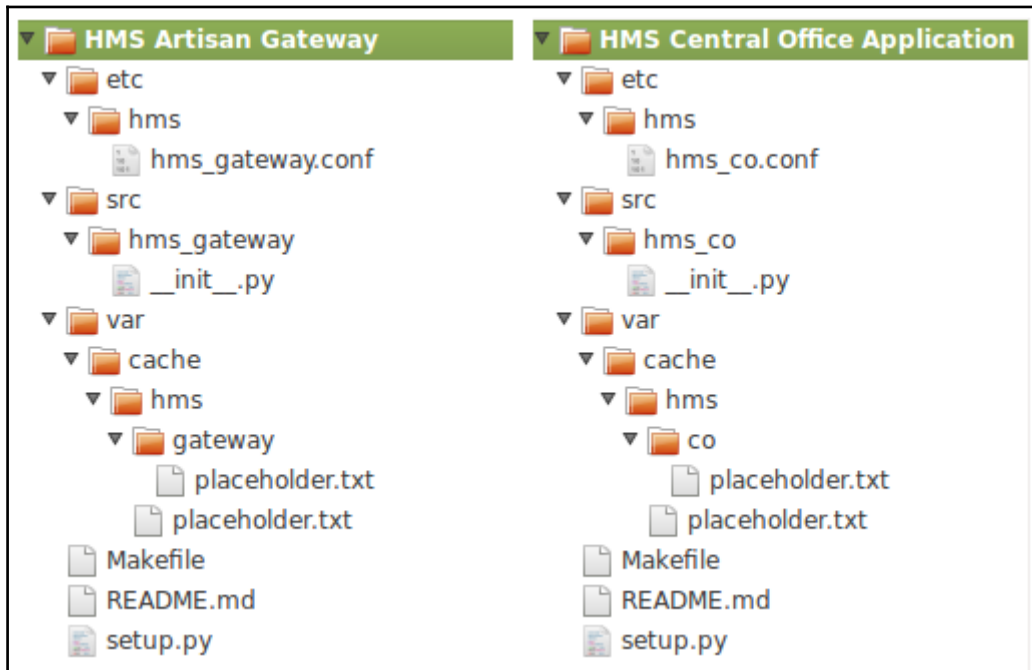 HMS Artisan Gateway
etc
hms
hms_gateway.conf
src
hms_gateway
__init__.py
var
cache
hms
gateway
placeholder.txt
placeholder.txt
Makefile
README.md
setup.py
HMS Central Office Application
etc
hms
hms_co.conf
src
hms_co
__init__.py
var
cache
hms
co
placeholder.txt
placeholder.txt
Makefile
README.md
setup.py